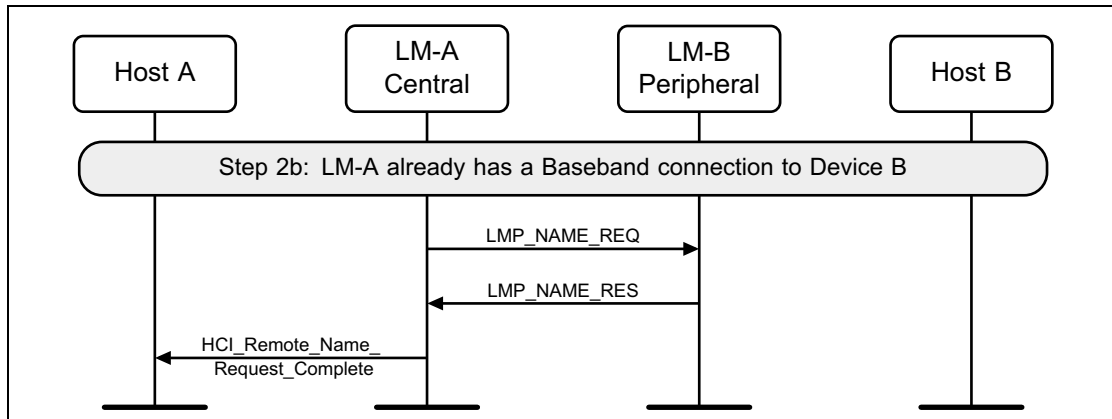 Host A
LM-A
Central
LM-B
Peripheral
Host B
Step 2b: LM-A already has a Baseband connection to Device B
LMP_NAME_REQ
LMP_NAME_RES
HCI_Remote_Name_
Request_Complete